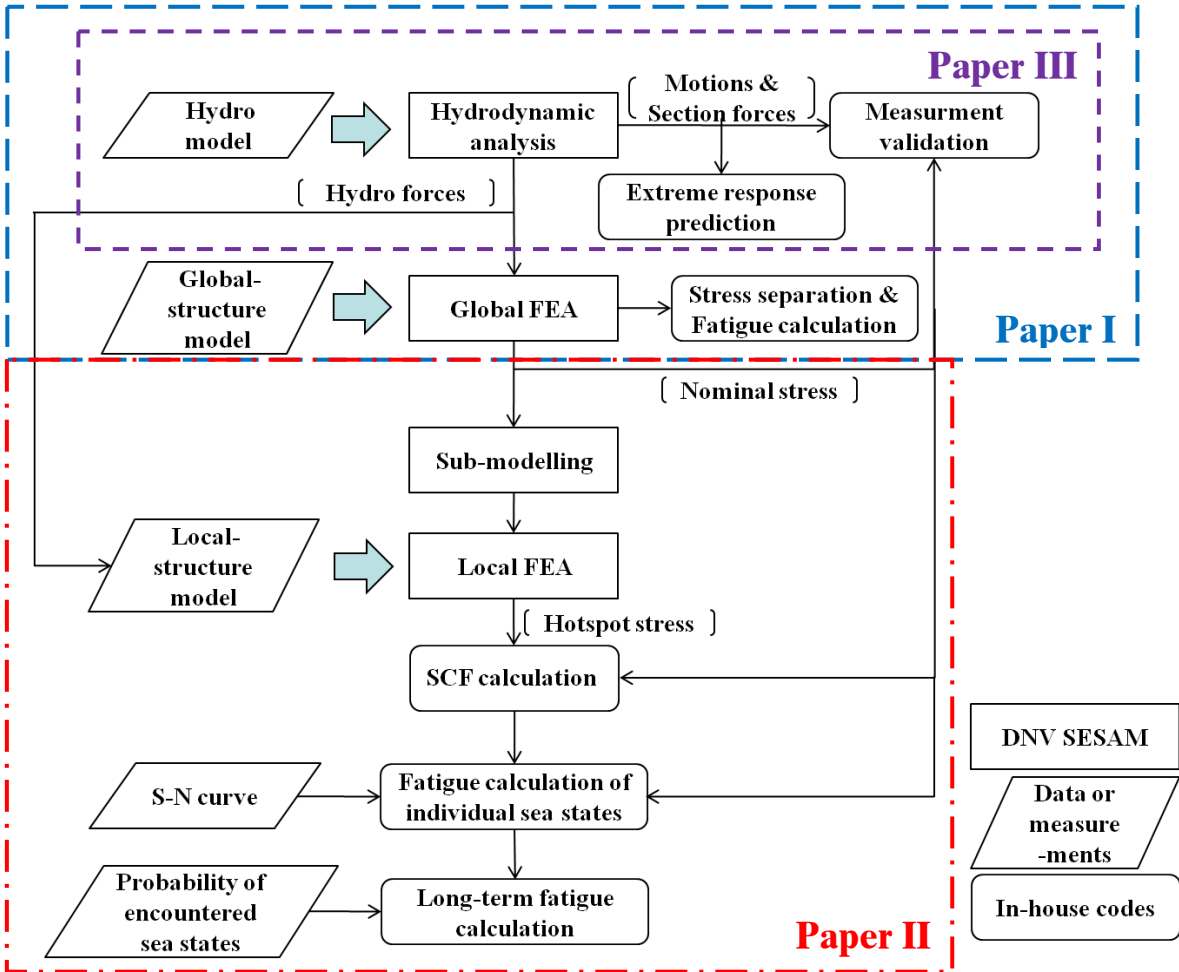 Paper III
Hydro
model
Hydrodynamic
analysis
Motions &
Section forces
Measurment
validation
Hydro forces
Extreme response
prediction
Global-
structure
model
Global FEA
Stress separation &
Fatigue calculation
Paper I
Nominal stress
Sub-modelling
Local-
structure
model
Local FEA
Hotspot stress
SCF calculation
S-N curve
Fatigue calculation of
individual sea states
Probability of
encountered
sea states
Long-term fatigue
calculation
Paper II
DNV SESAM
Data or
measure
-ments
In-house codes